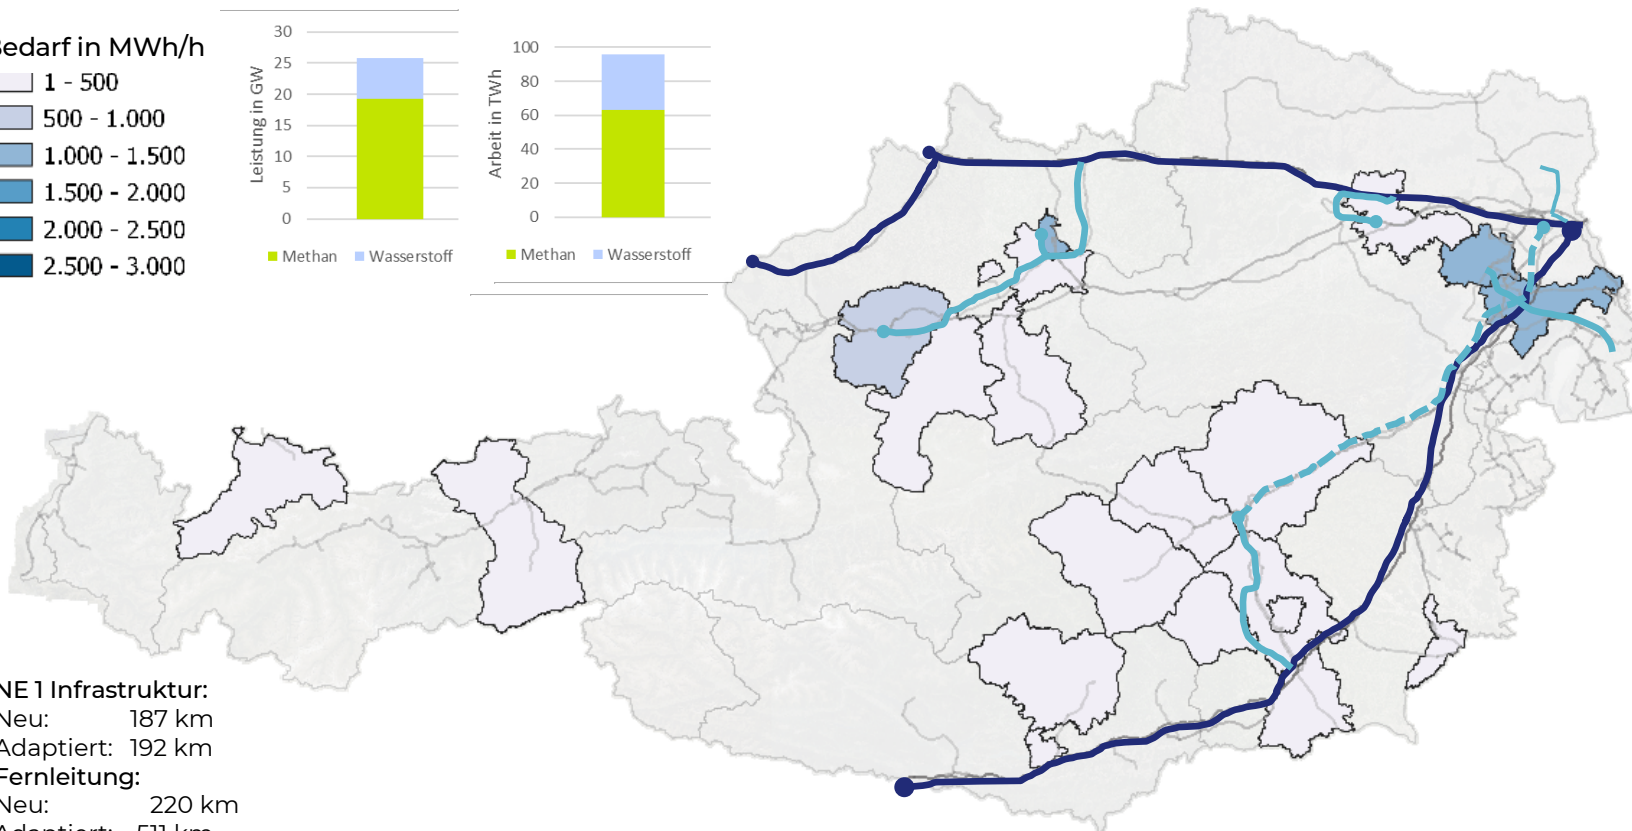 Bedarf in MWh/h
1 - 500
500 - 1.000
1.000 - 1.500
1.500 - 2.000
2.000 - 2.500
2.500 - 3.000
Leistung in GW
30
25
20
15
10
5
0
Methan Wasserstoff
Arbeit in TWh
100
80
60
40
20
0
Methan Wasserstoff
NE 1 Infrastruktur:
Neu: 187 km
Adaptiert: 192 km
Fernleitung:
Neu: 220 km
Adaptiert: 511 km